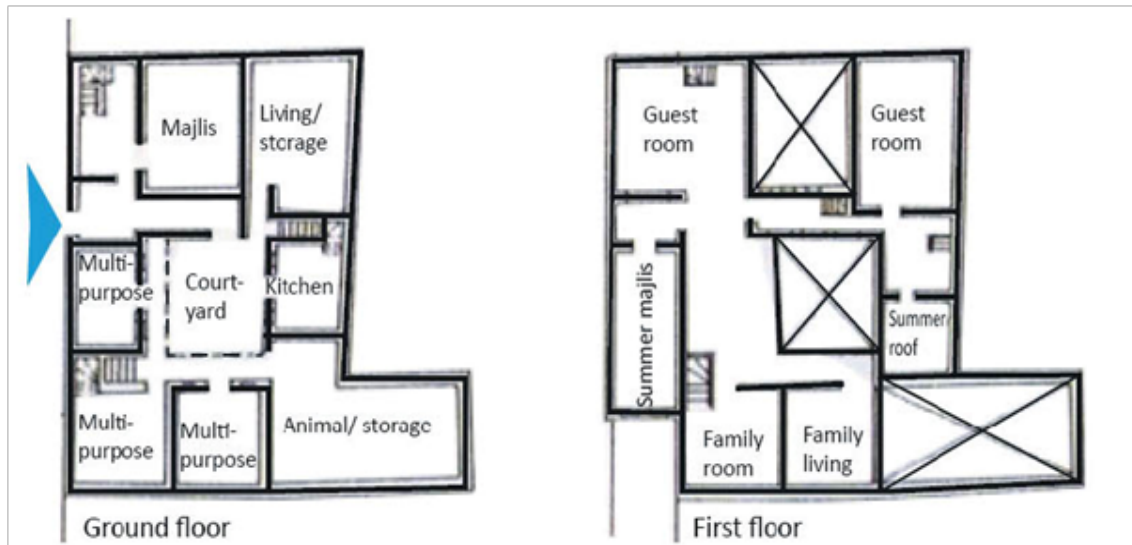 Majlis
Living/
storage
Multi-
purpose
Court-
yard
Kitchen
Multi-
purpose
Multi-
purpose
Animal/ storage
Ground floor
Guest
room
Guest
room
Summer majlis
Summer/
roof
Family
room
Family
living
First floor